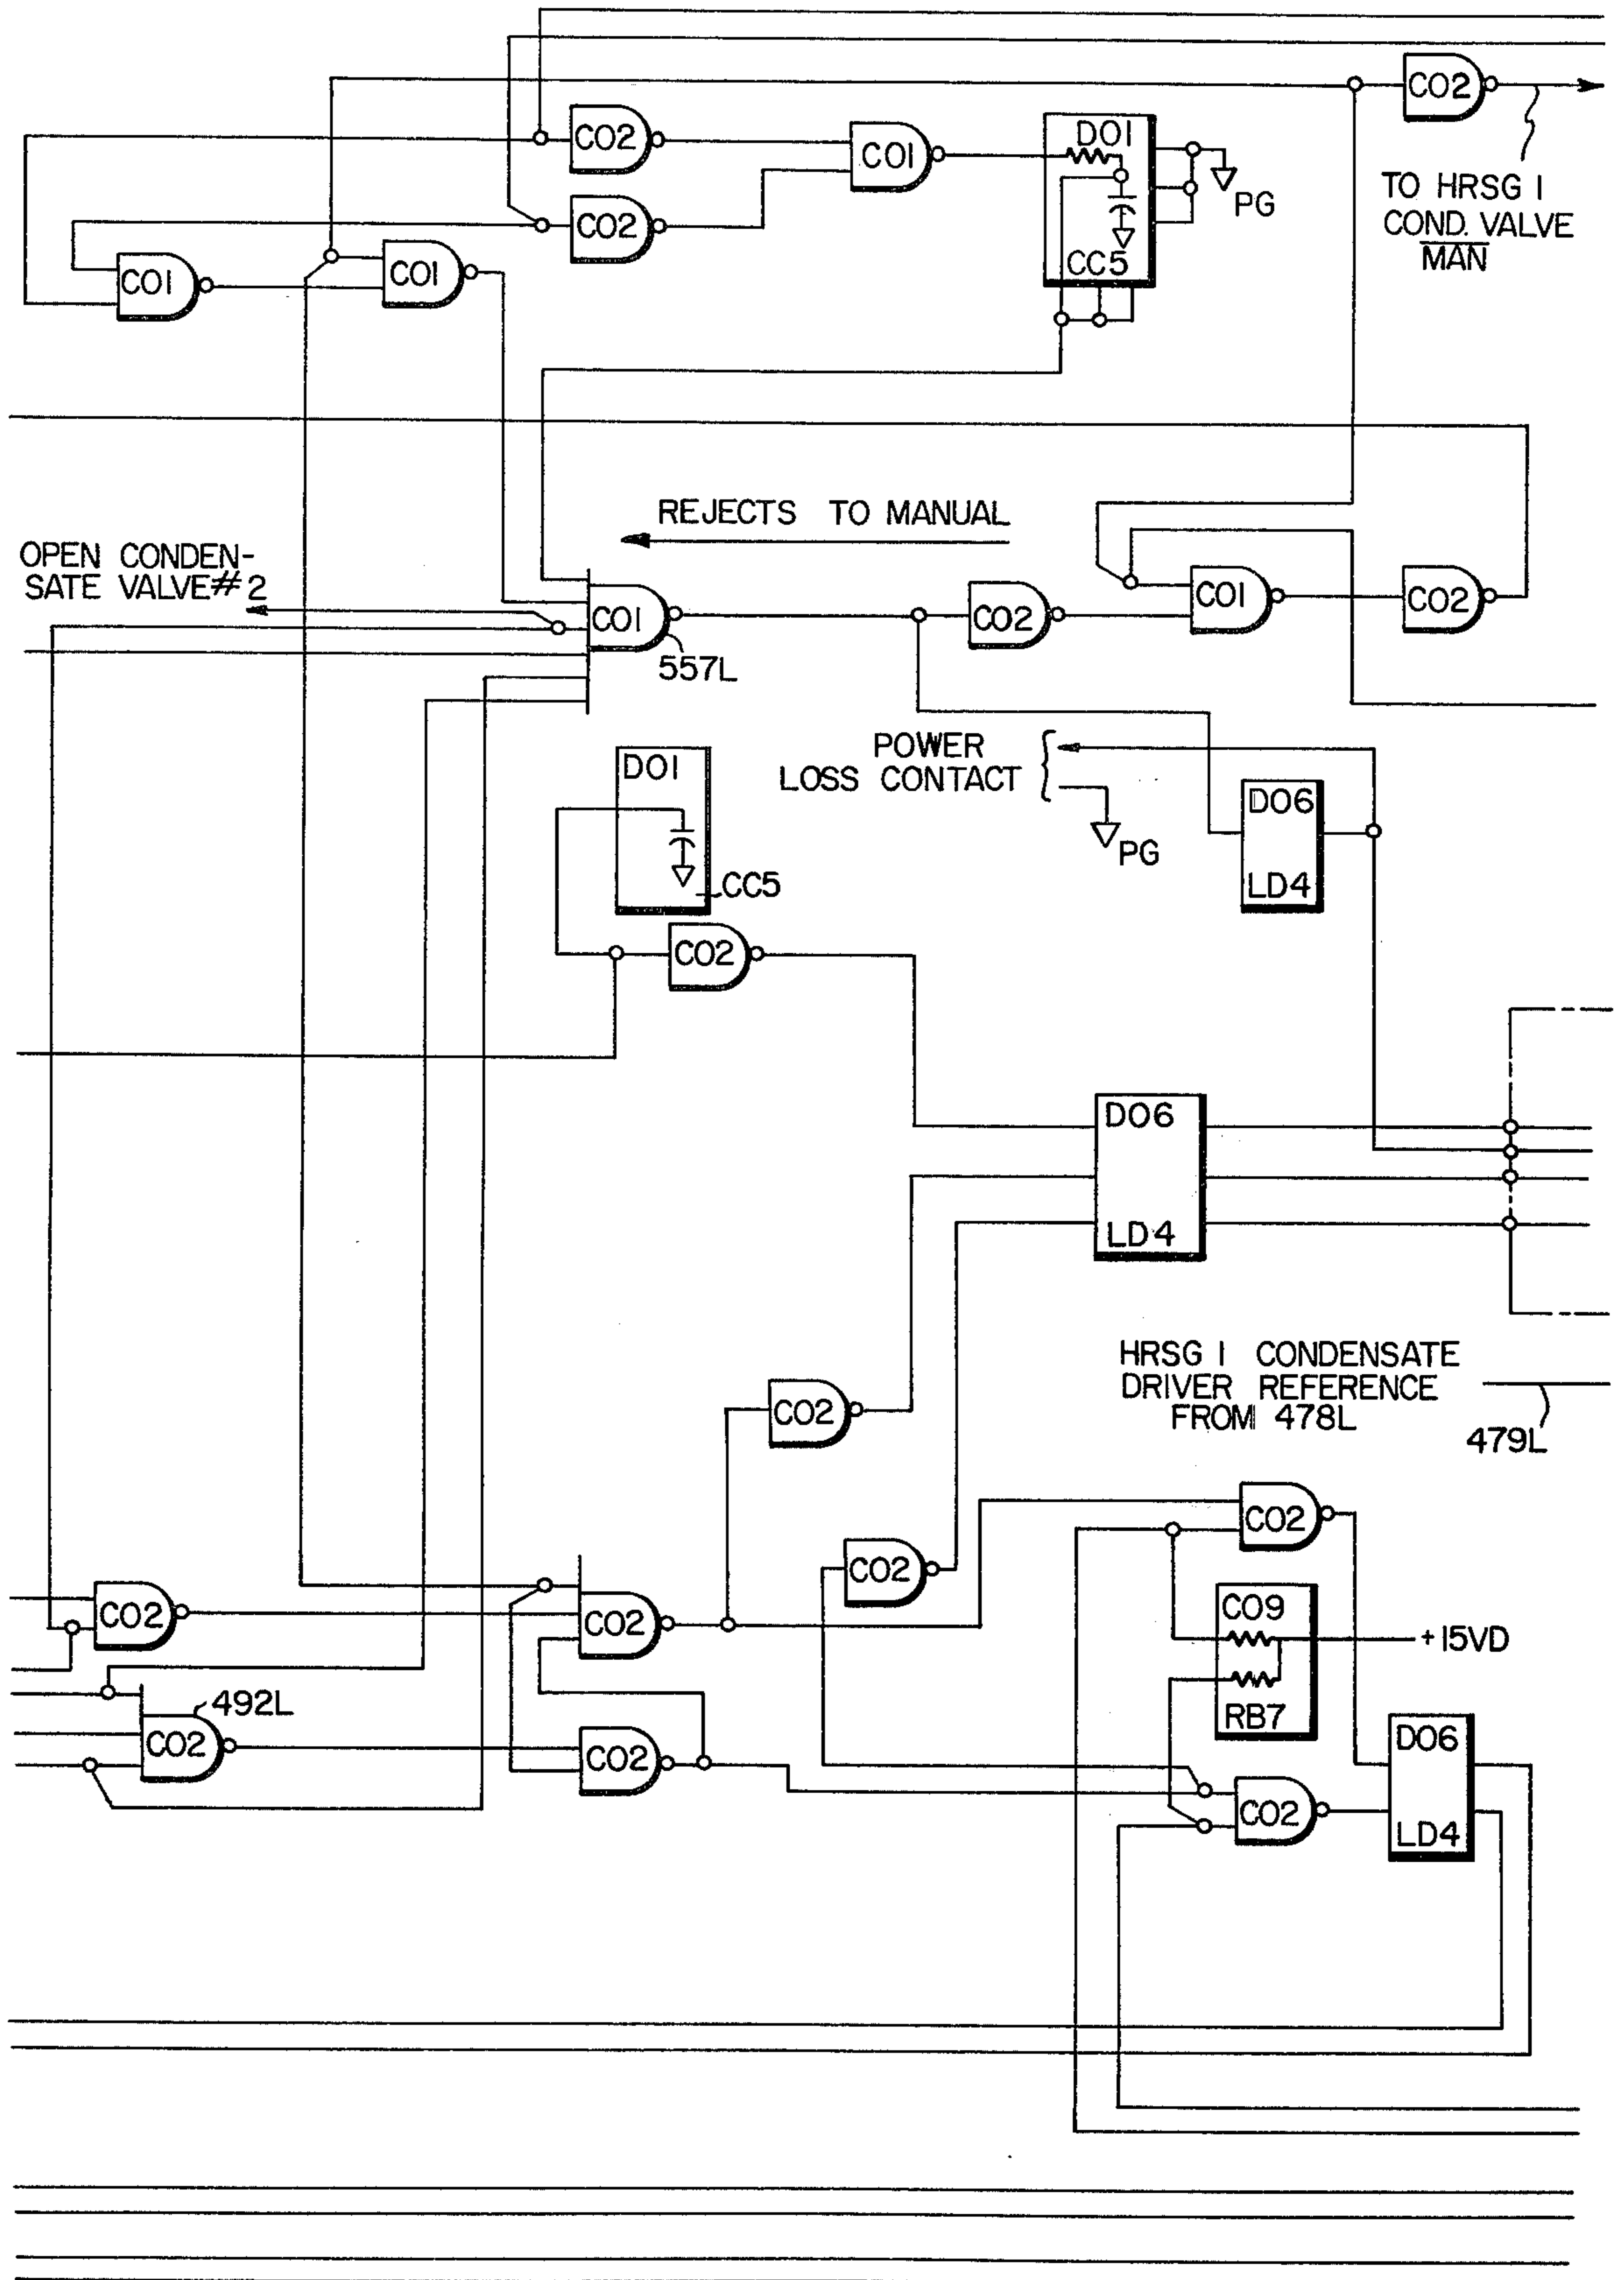 CO2
CO2
DO1
CO1
TO HRSG 1
COND. VALVE
MAN
PG
CO2
CO1
CO1
CC5
REJECTS TO MANUAL
OPEN CONDEN-
SATE VALVE#2
CO1
CO2
CO1
CO2
557L
POWER
LOSS CONTACT
PG
DO1
CC5
DO6
LD4
CO2
DO6
LD4
HRSG 1 CONDENSATE
DRIVER REFERENCE
FROM 478L
479L
CO2
CO2
CO2
CO2
CO2
CO9
+15VD
RB7
492L
CO2
CO2
CO2
DO6
LD4